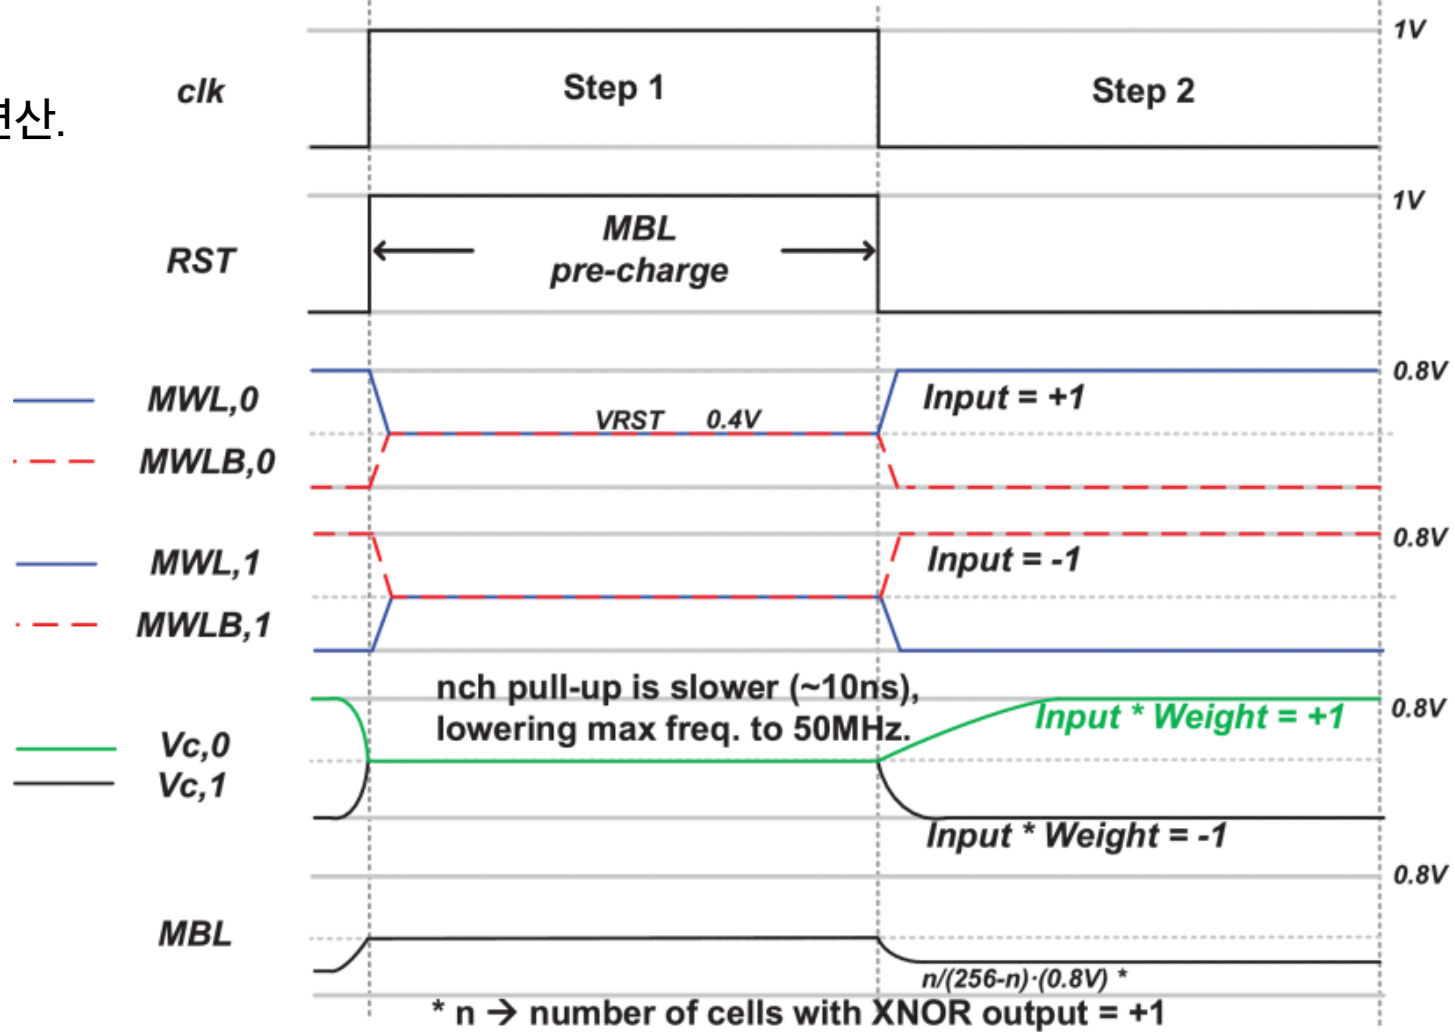 clk
Step 1
Step 2
1V
산.
RST
MBL
pre-charge
1V
MWL,0
VRST 0.4V
Input = +1
0.8V
MWLB,0
MWL,1
Input = -1
0.8V
MWLB,1
nch pull-up is slower (~10ns),
lowering max freq. to 50MHz.
Vc,0
Vc,1
Input * Weight = +1
0.8V
Input * Weight = -1
0.8V
MBL
n/(256-n)·(0.8V) *
* n → number of cells with XNOR output = +1